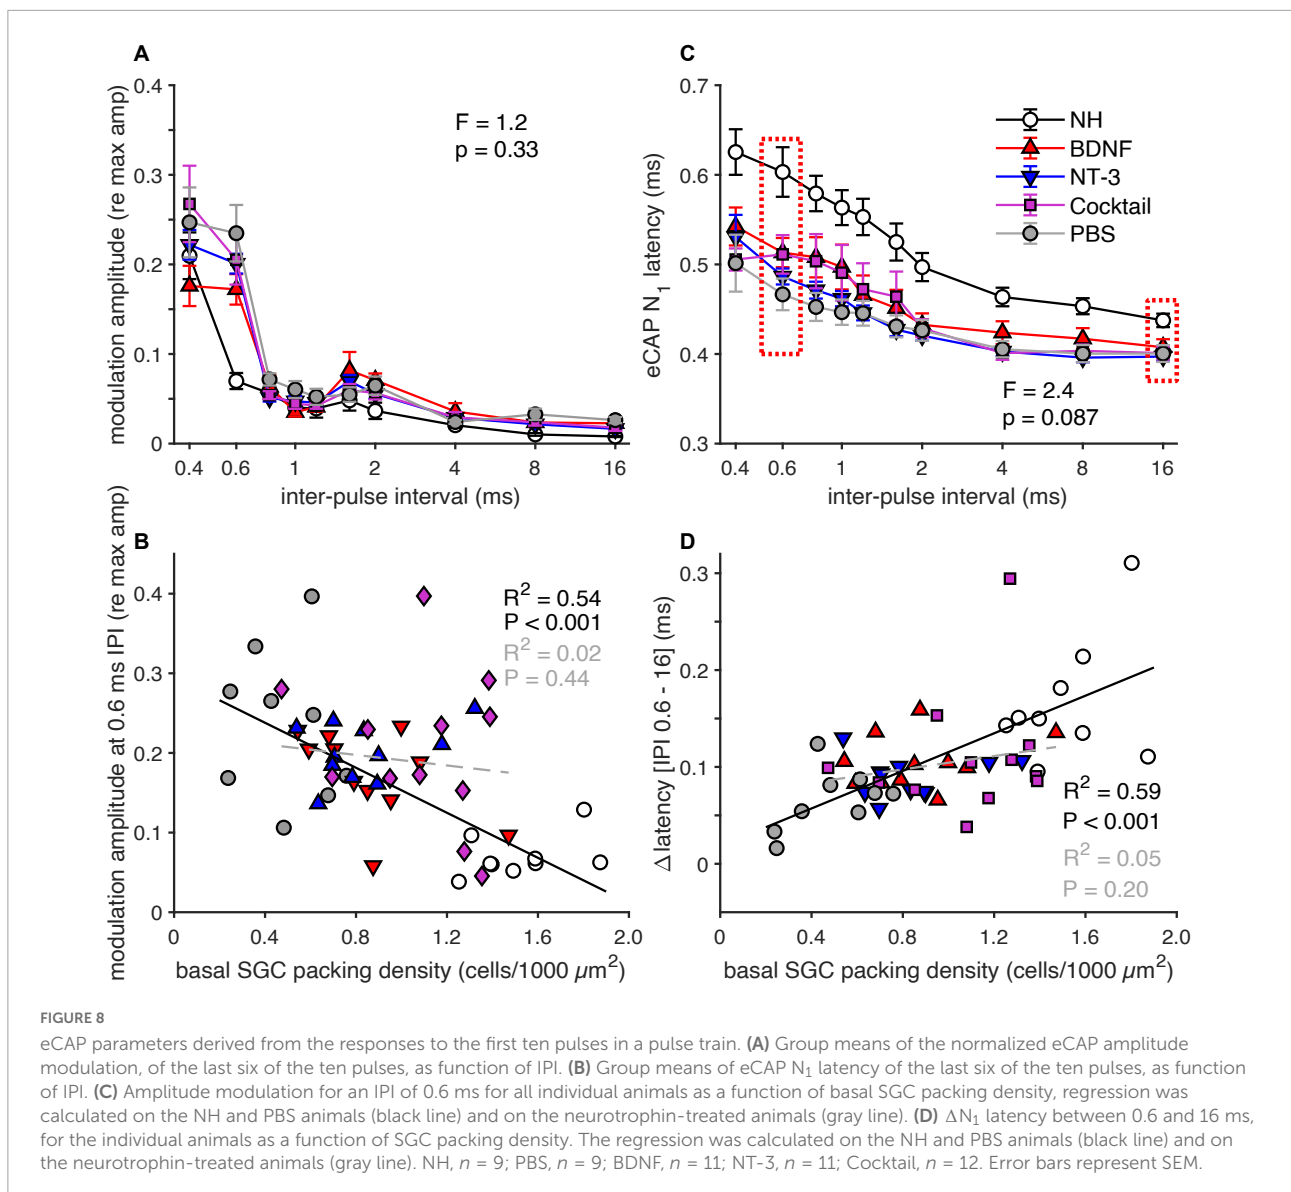 A
modulation amplitude (re max amp)
0.4
0.3
0.2
0.1
0
F = 1.2
p = 0.33
0.4 0.6 1 2 4 8 16
inter-pulse interval (ms)
C
eCAP N1 latency (ms)
0.7
0.6
0.5
0.4
0.3
NH
BDNF
NT-3
Cocktail
PBS
F = 2.4
p = 0.087
0.4 0.6 1 2 4 8 16
inter-pulse interval (ms)
B
modulation amplitude at 0.6 ms IPI (re max amp)
0.4
0.3
0.2
0.1
0
R² = 0.54
P < 0.001
R² = 0.02
P = 0.44
0 0.4 0.8 1.2 1.6 2.0
basal SGC packing density (cells/1000 μm²)
D
Δ latency [IPI 0.6 - 16] (ms)
0.3
0.2
0.1
0
R² = 0.59
P < 0.001
R² = 0.05
P = 0.20
0 0.4 0.8 1.2 1.6 2.0
basal SGC packing density (cells/1000 μm²)
FIGURE 8
eCAP parameters derived from the responses to the first ten pulses in a pulse train. (A) Group means of the normalized eCAP amplitude
modulation, of the last six of the ten pulses, as function of IPI. (B) Group means of eCAP N1 latency of the last six of the ten pulses, as function
of IPI. (C) Amplitude modulation for an IPI of 0.6 ms for all individual animals as a function of basal SGC packing density, regression was
calculated on the NH and PBS animals (black line) and on the neurotrophin-treated animals (gray line). (D) ΔN1 latency between 0.6 and 16 ms,
for the individual animals as a function of SGC packing density. The regression was calculated on the NH and PBS animals (black line) and on
the neurotrophin-treated animals (gray line). NH, n = 9; PBS, n = 9; BDNF, n = 11; NT-3, n = 11; Cocktail, n = 12. Error bars represent SEM.